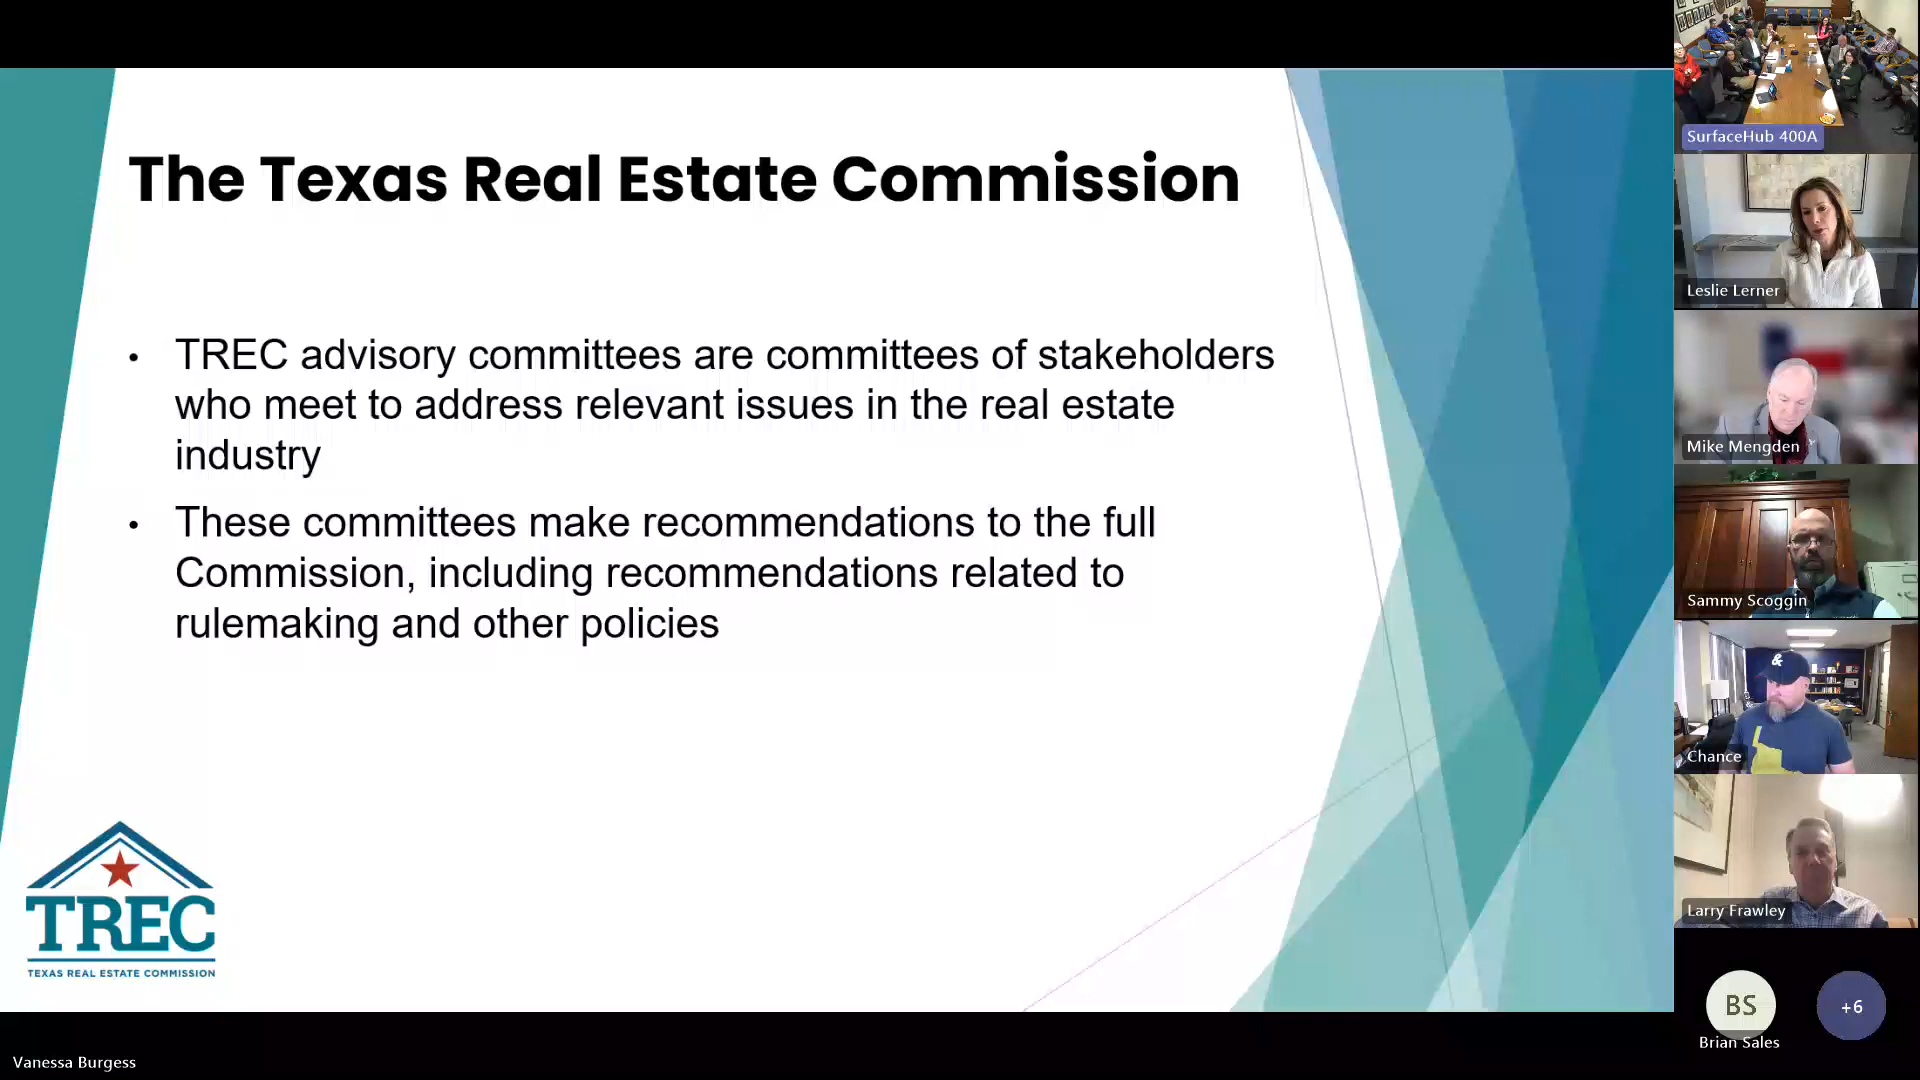 The Texas Real Estate Commission
• TREC advisory committees are committees of stakeholders
who meet to address relevant issues in the real estate
industry
• These committees make recommendations to the full
Commission, including recommendations related to
rulemaking and other policies
TREC
TEXAS REAL ESTATE COMMISSION
Vanessa Burgess
SurfaceHub 400A
Leslie Lerner
Mike Mengden
Sammy Scoggin
&
Chance
Larry Frawley
BS
Brian Sales
+6